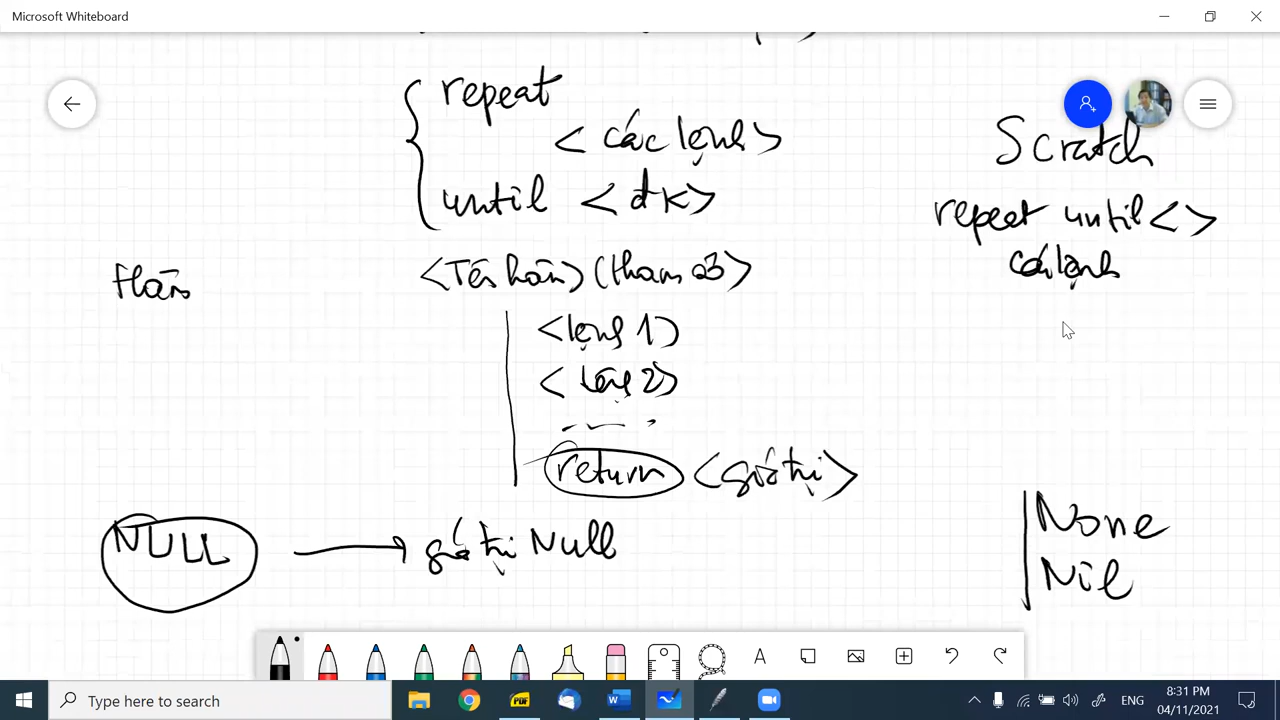 Microsoft Whiteboard
repeat
<các lệnh>
until <đk>
Scratch
repeat until < >
các lệnh
Hàm
<Tên hàm>(tham số>
<lệnh 1>
<lệnh 2>
return <giá trị>
NULL → giá trị Null
None
Nil
A
PDF
Type here to search
ENG
8:31 PM
04/11/2021